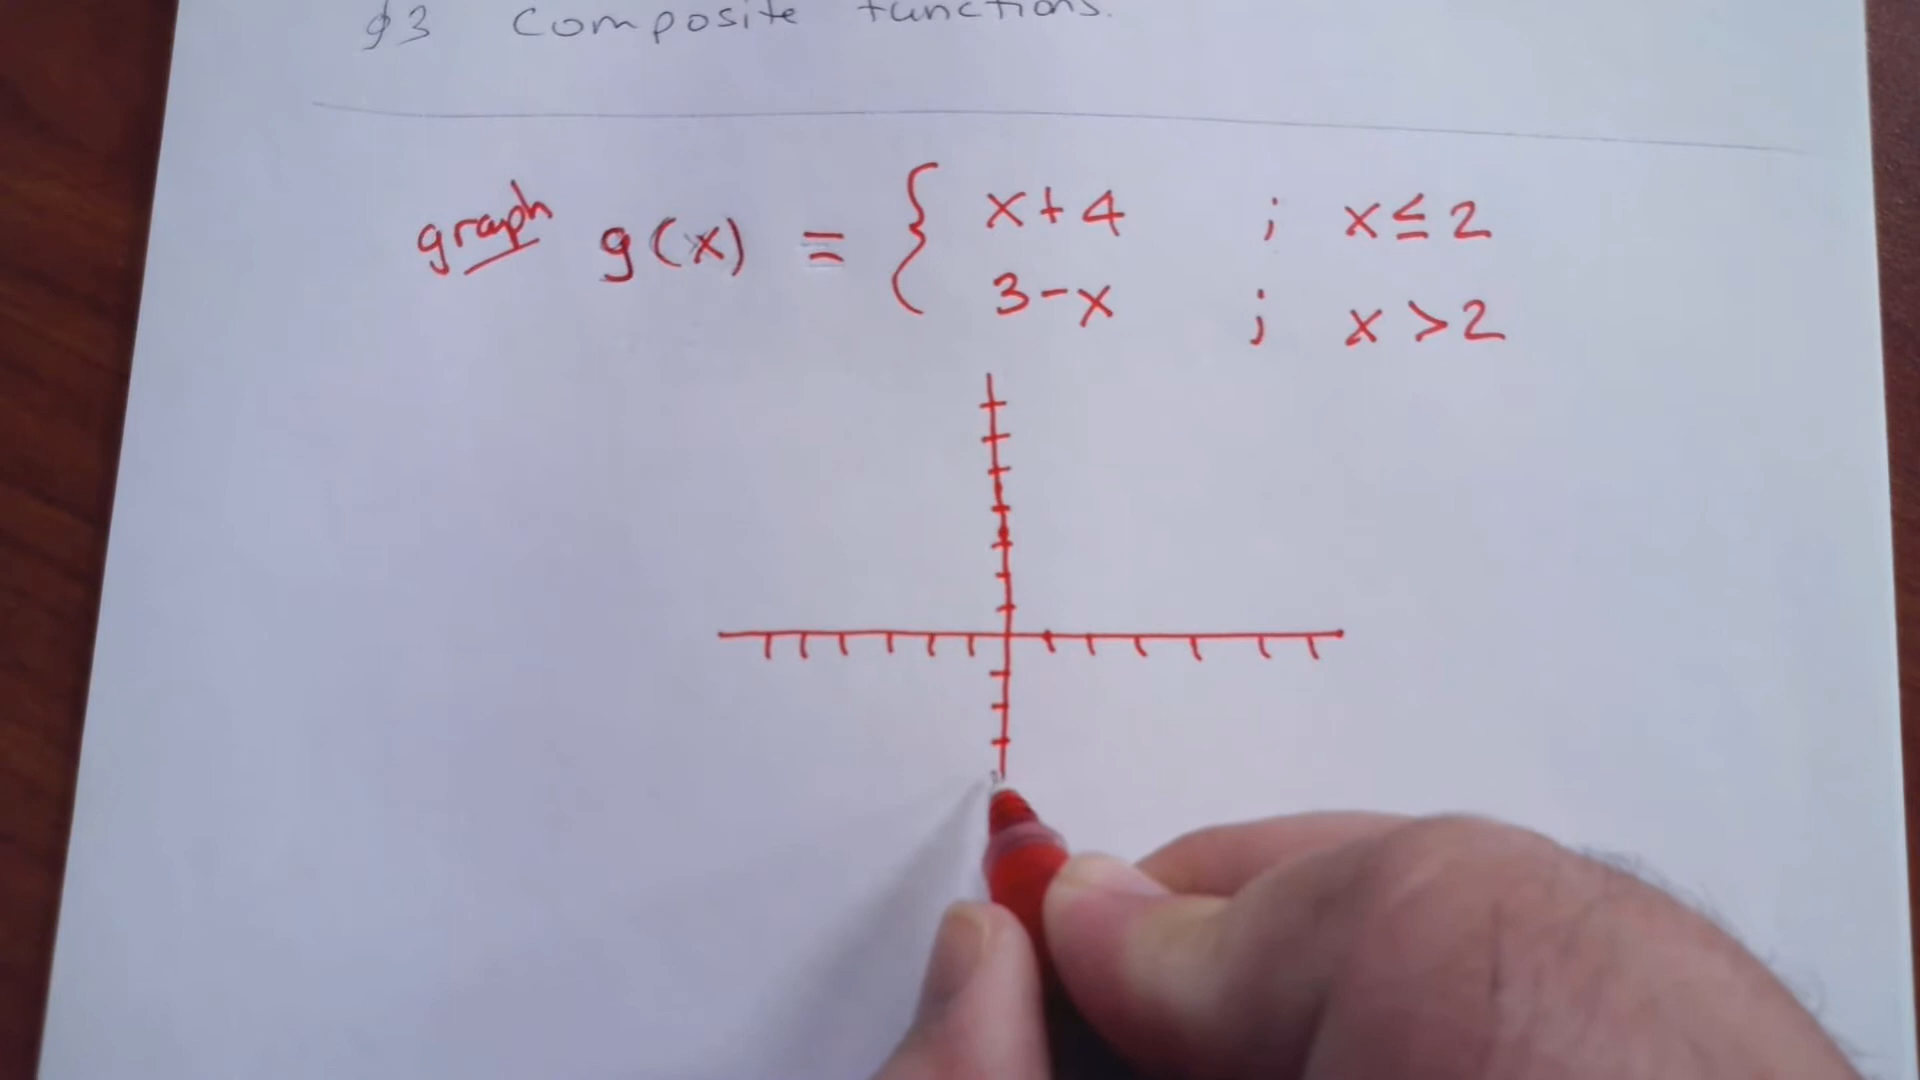 §3 Composite functions.
graph g(x) = { x+4 ; x≤2
3-x ; x>2